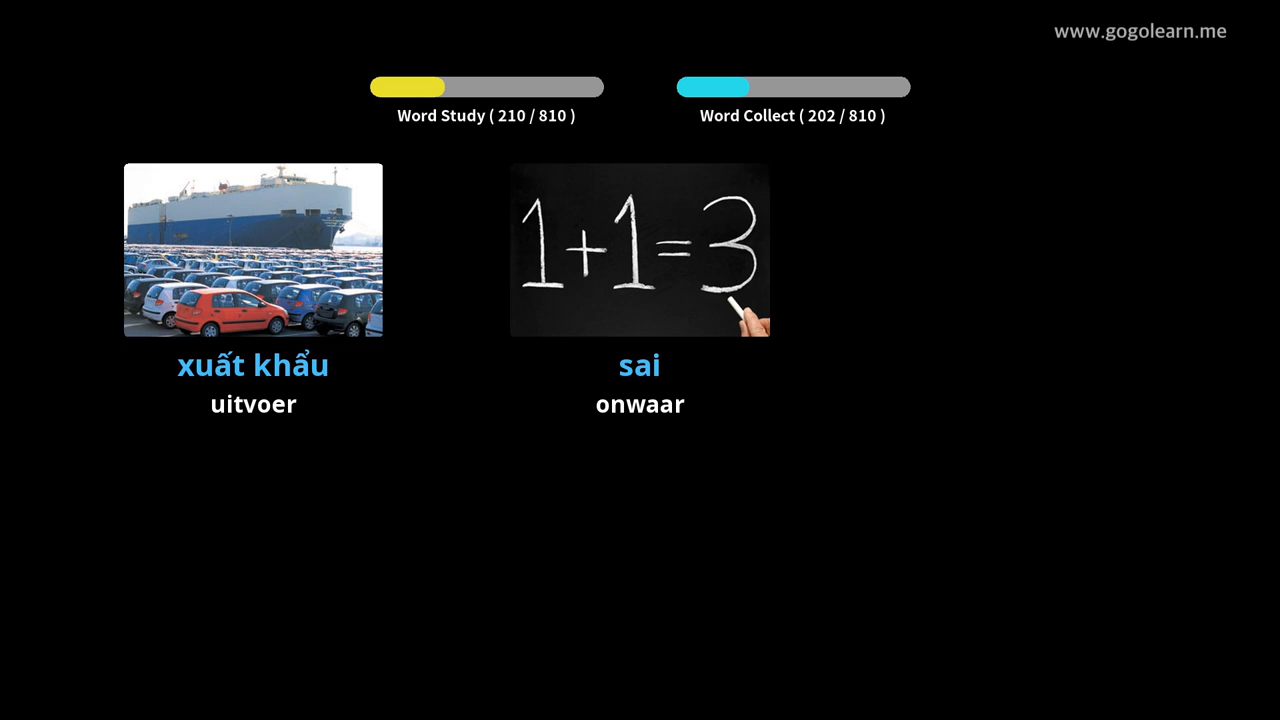 www.gogolearn.me
Word Study ( 210 / 810 )
Word Collect ( 202 / 810 )
1+1=3
xuất khẩu
uitvoer
sai
onwaar